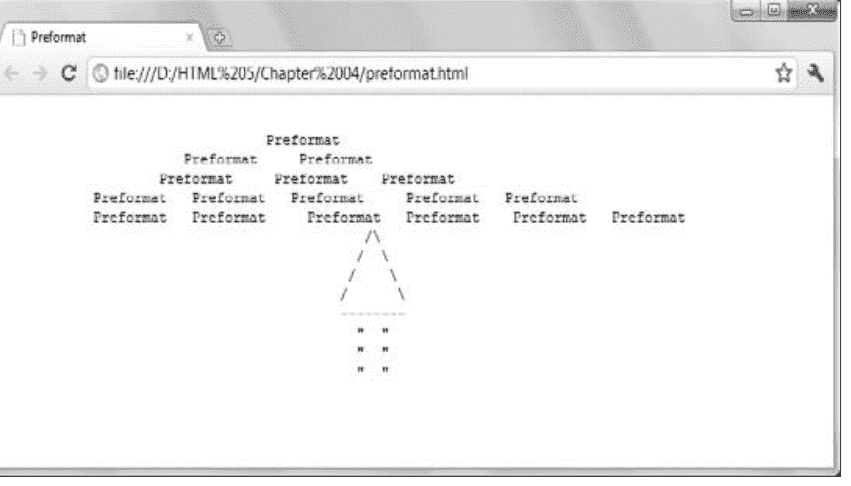 Preformat
file:///D:/HTML%205/Chapter%2004/preformat.html
Preformat
Preformat Preformat
Preformat Preformat Preformat
Preformat Preformat Preformat Preformat Preformat
Preformat Preformat Preformat Preformat Preformat Preformat
/\
/ \
/ \
/ \
--------
" "
" "
" "